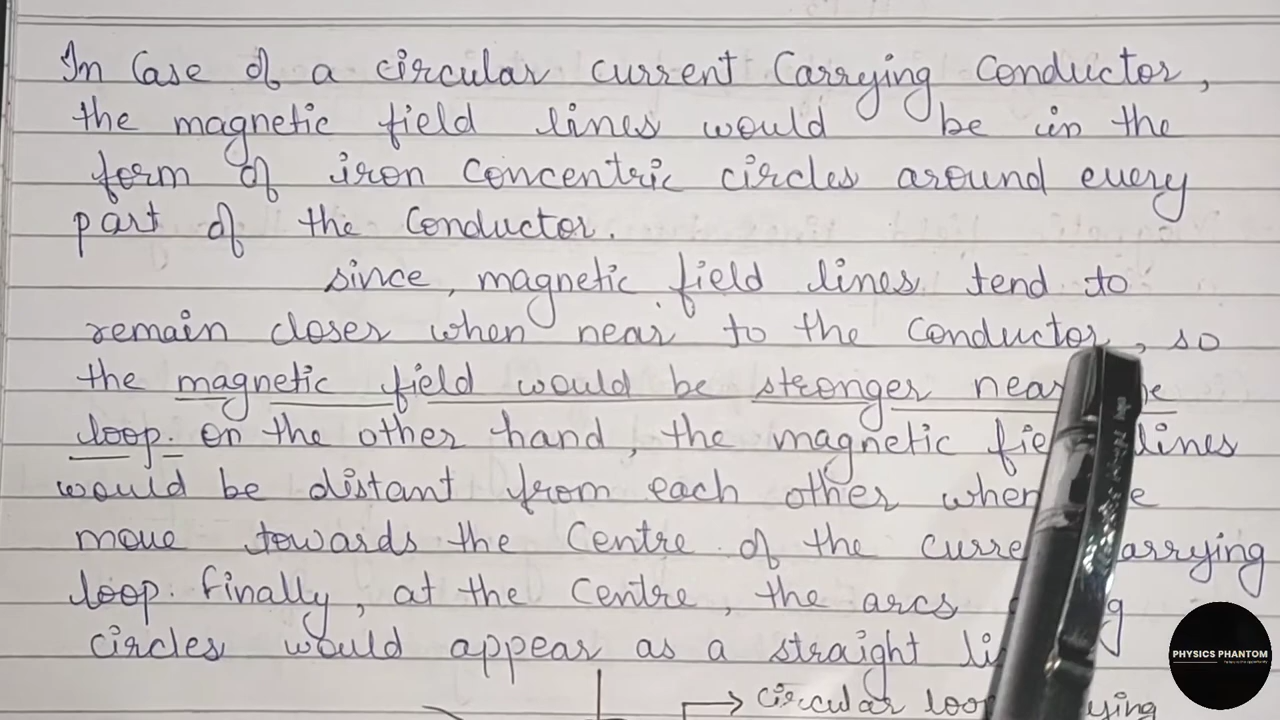 In Case of a circular current Carrying Conductor,
the magnetic field lines would be in the
form of iron Concentric circles around every
part of the Conductor.
since, magnetic field lines tend to
remain closer when near to the Conductor, so
the magnetic field would be stronger near
loop. On the other hand, the magnetic lines
would be distant from each other when
move towards the Centre of the
loop. Finally, at the Centre, the arcs
circles would appear as a straight
circular
PHYSICS PHANTOM